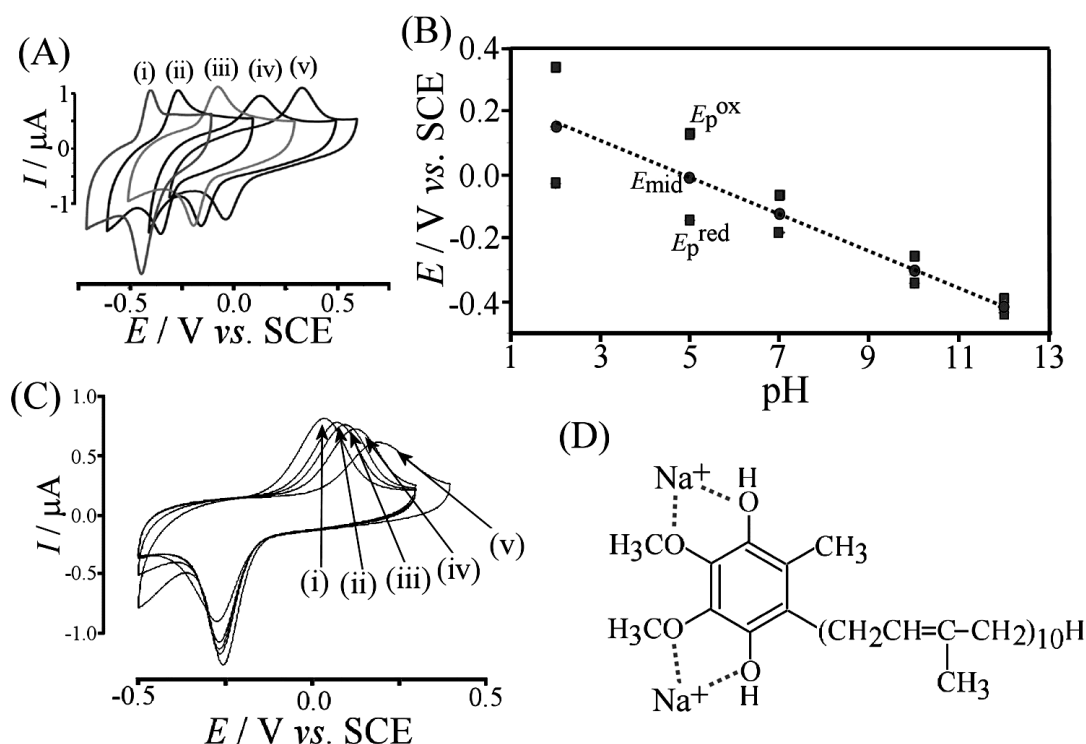 (A)
(i) (ii) (iii) (iv) (v)
1
0
-1
I / μA
-0.5 0.0 0.5
E / V vs. SCE
(B)
0.4
0.2
0.0
-0.2
-0.4
E / V vs. SCE
Epox
Emid
Epred
1 3 5 7 9 11 13
pH
(C)
1.0
0.5
0.0
-0.5
-1.0
I / μA
(i) (ii) (iii) (iv) (v)
-0.5 0.0 0.5
E / V vs. SCE
(D)
Na+
H
O
H3CO
CH3
H3CO
(CH2CH=C-CH2)10H
CH3
O
H
Na+